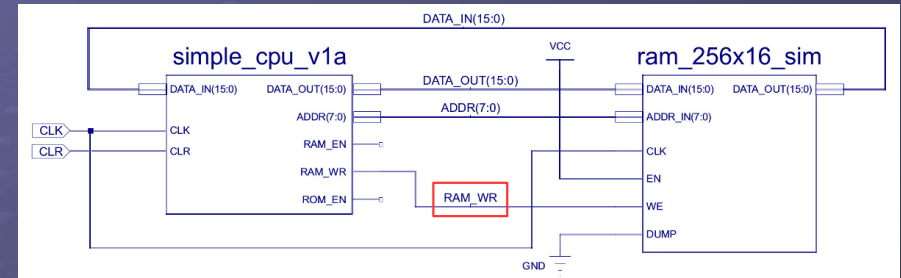 DATA_IN(15:0)
simple_cpu_v1a
VCC
ram_256x16_sim
DATA_IN(15:0)
DATA_OUT(15:0)
DATA_OUT(15:0)
DATA_IN(15:0)
DATA_OUT(15:0)
ADDR(7:0)
ADDR(7:0)
ADDR_IN(7:0)
CLK
CLK
RAM_EN
CLR
CLR
CLK
RAM_WR
EN
ROM_EN
RAM_WR
WE
DUMP
GND